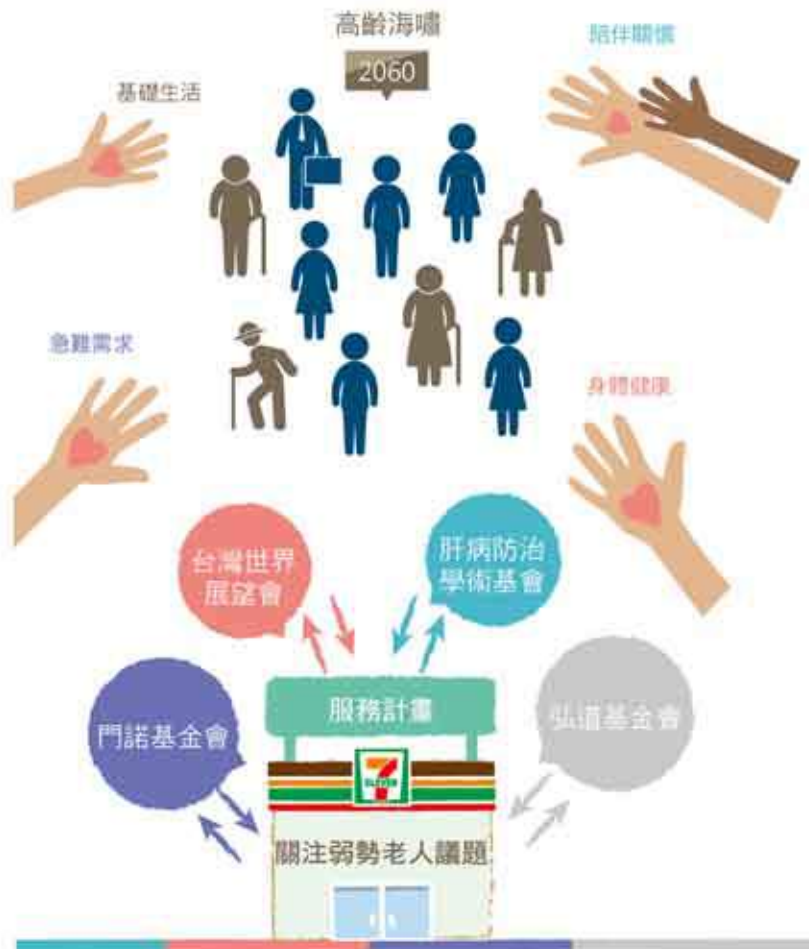 高齡海嘯
2060
陪伴關懷
基礎生活
急難需求
身體健康
台灣世界
展望會
肝病防治
學術基會
門諾基金會
服務計畫
弘道基金會
7
ELEVEN
關注弱勢老人議題